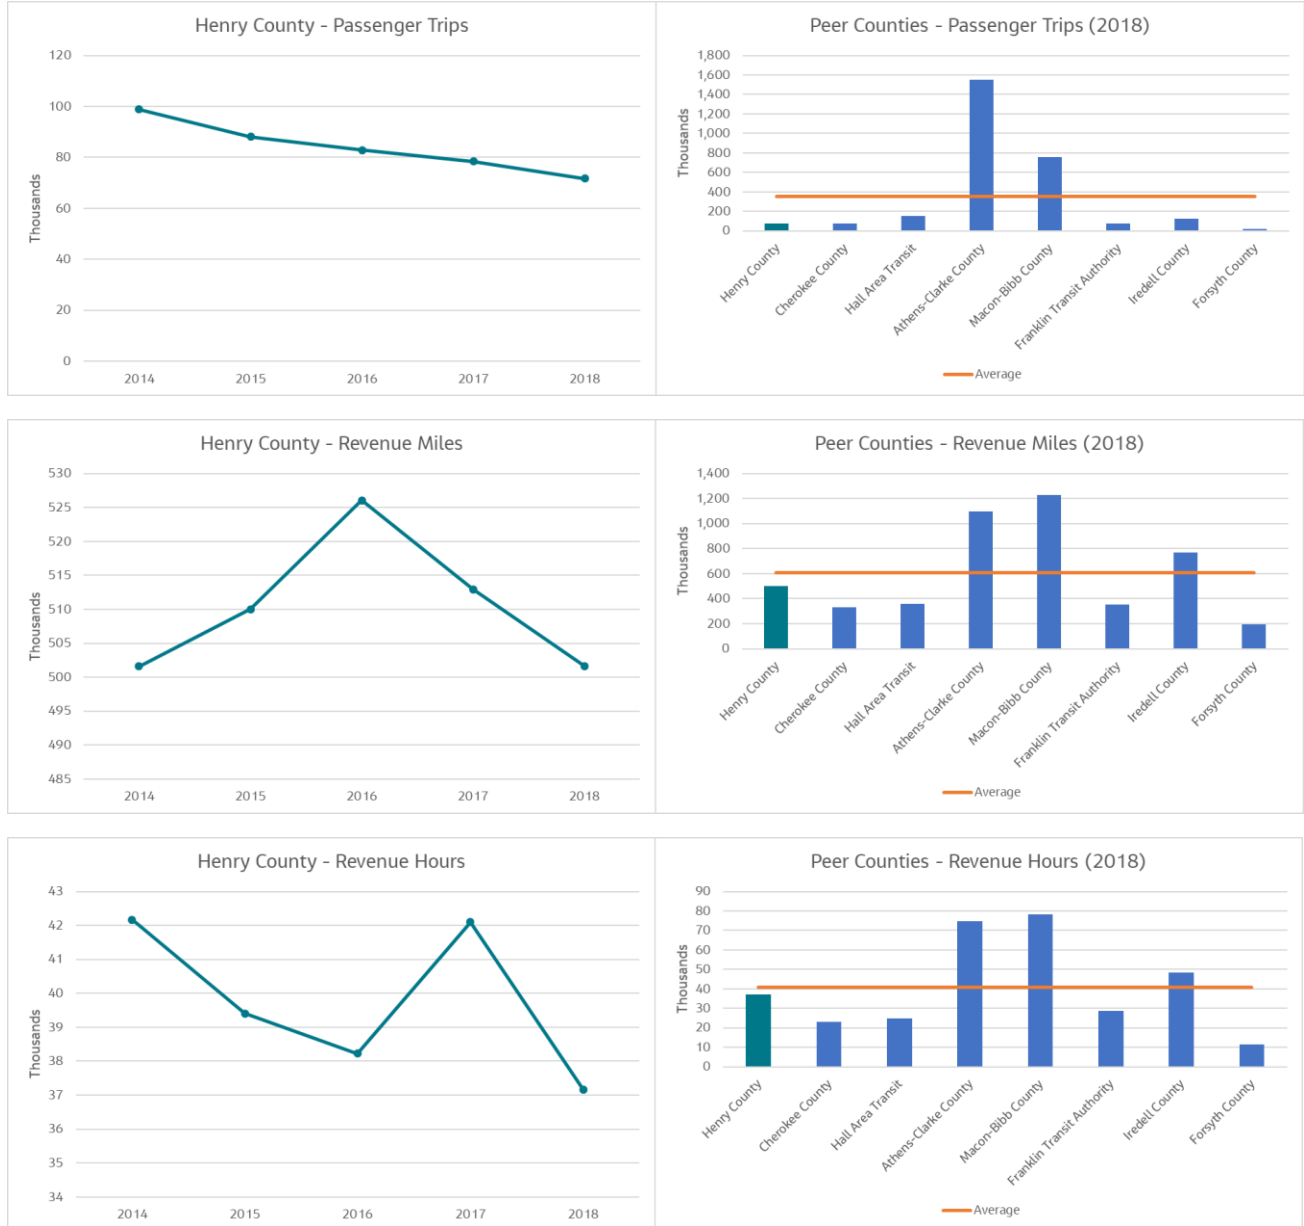 Henry County - Passenger Trips
120
100
80
60
40
20
0
Thousands
2014 2015 2016 2017 2018
Peer Counties - Passenger Trips (2018)
1,800
1,600
1,400
1,200
1,000
800
600
400
200
0
Thousands
Henry County
Cherokee County
Hall Area Transit
Athens-Clarke County
Macon-Bibb County
Franklin Transit Authority
Iredell County
Forsyth County
Average
Henry County - Revenue Miles
530
525
520
515
510
505
500
495
490
485
Thousands
2014 2015 2016 2017 2018
Peer Counties - Revenue Miles (2018)
1,400
1,200
1,000
800
600
400
200
0
Thousands
Henry County
Cherokee County
Hall Area Transit
Athens-Clarke County
Macon-Bibb County
Franklin Transit Authority
Iredell County
Forsyth County
Average
Henry County - Revenue Hours
43
42
41
40
39
38
37
36
35
34
Thousands
2014 2015 2016 2017 2018
Peer Counties - Revenue Hours (2018)
90
80
70
60
50
40
30
20
10
0
Thousands
Henry County
Cherokee County
Hall Area Transit
Athens-Clarke County
Macon-Bibb County
Franklin Transit Authority
Iredell County
Forsyth County
Average